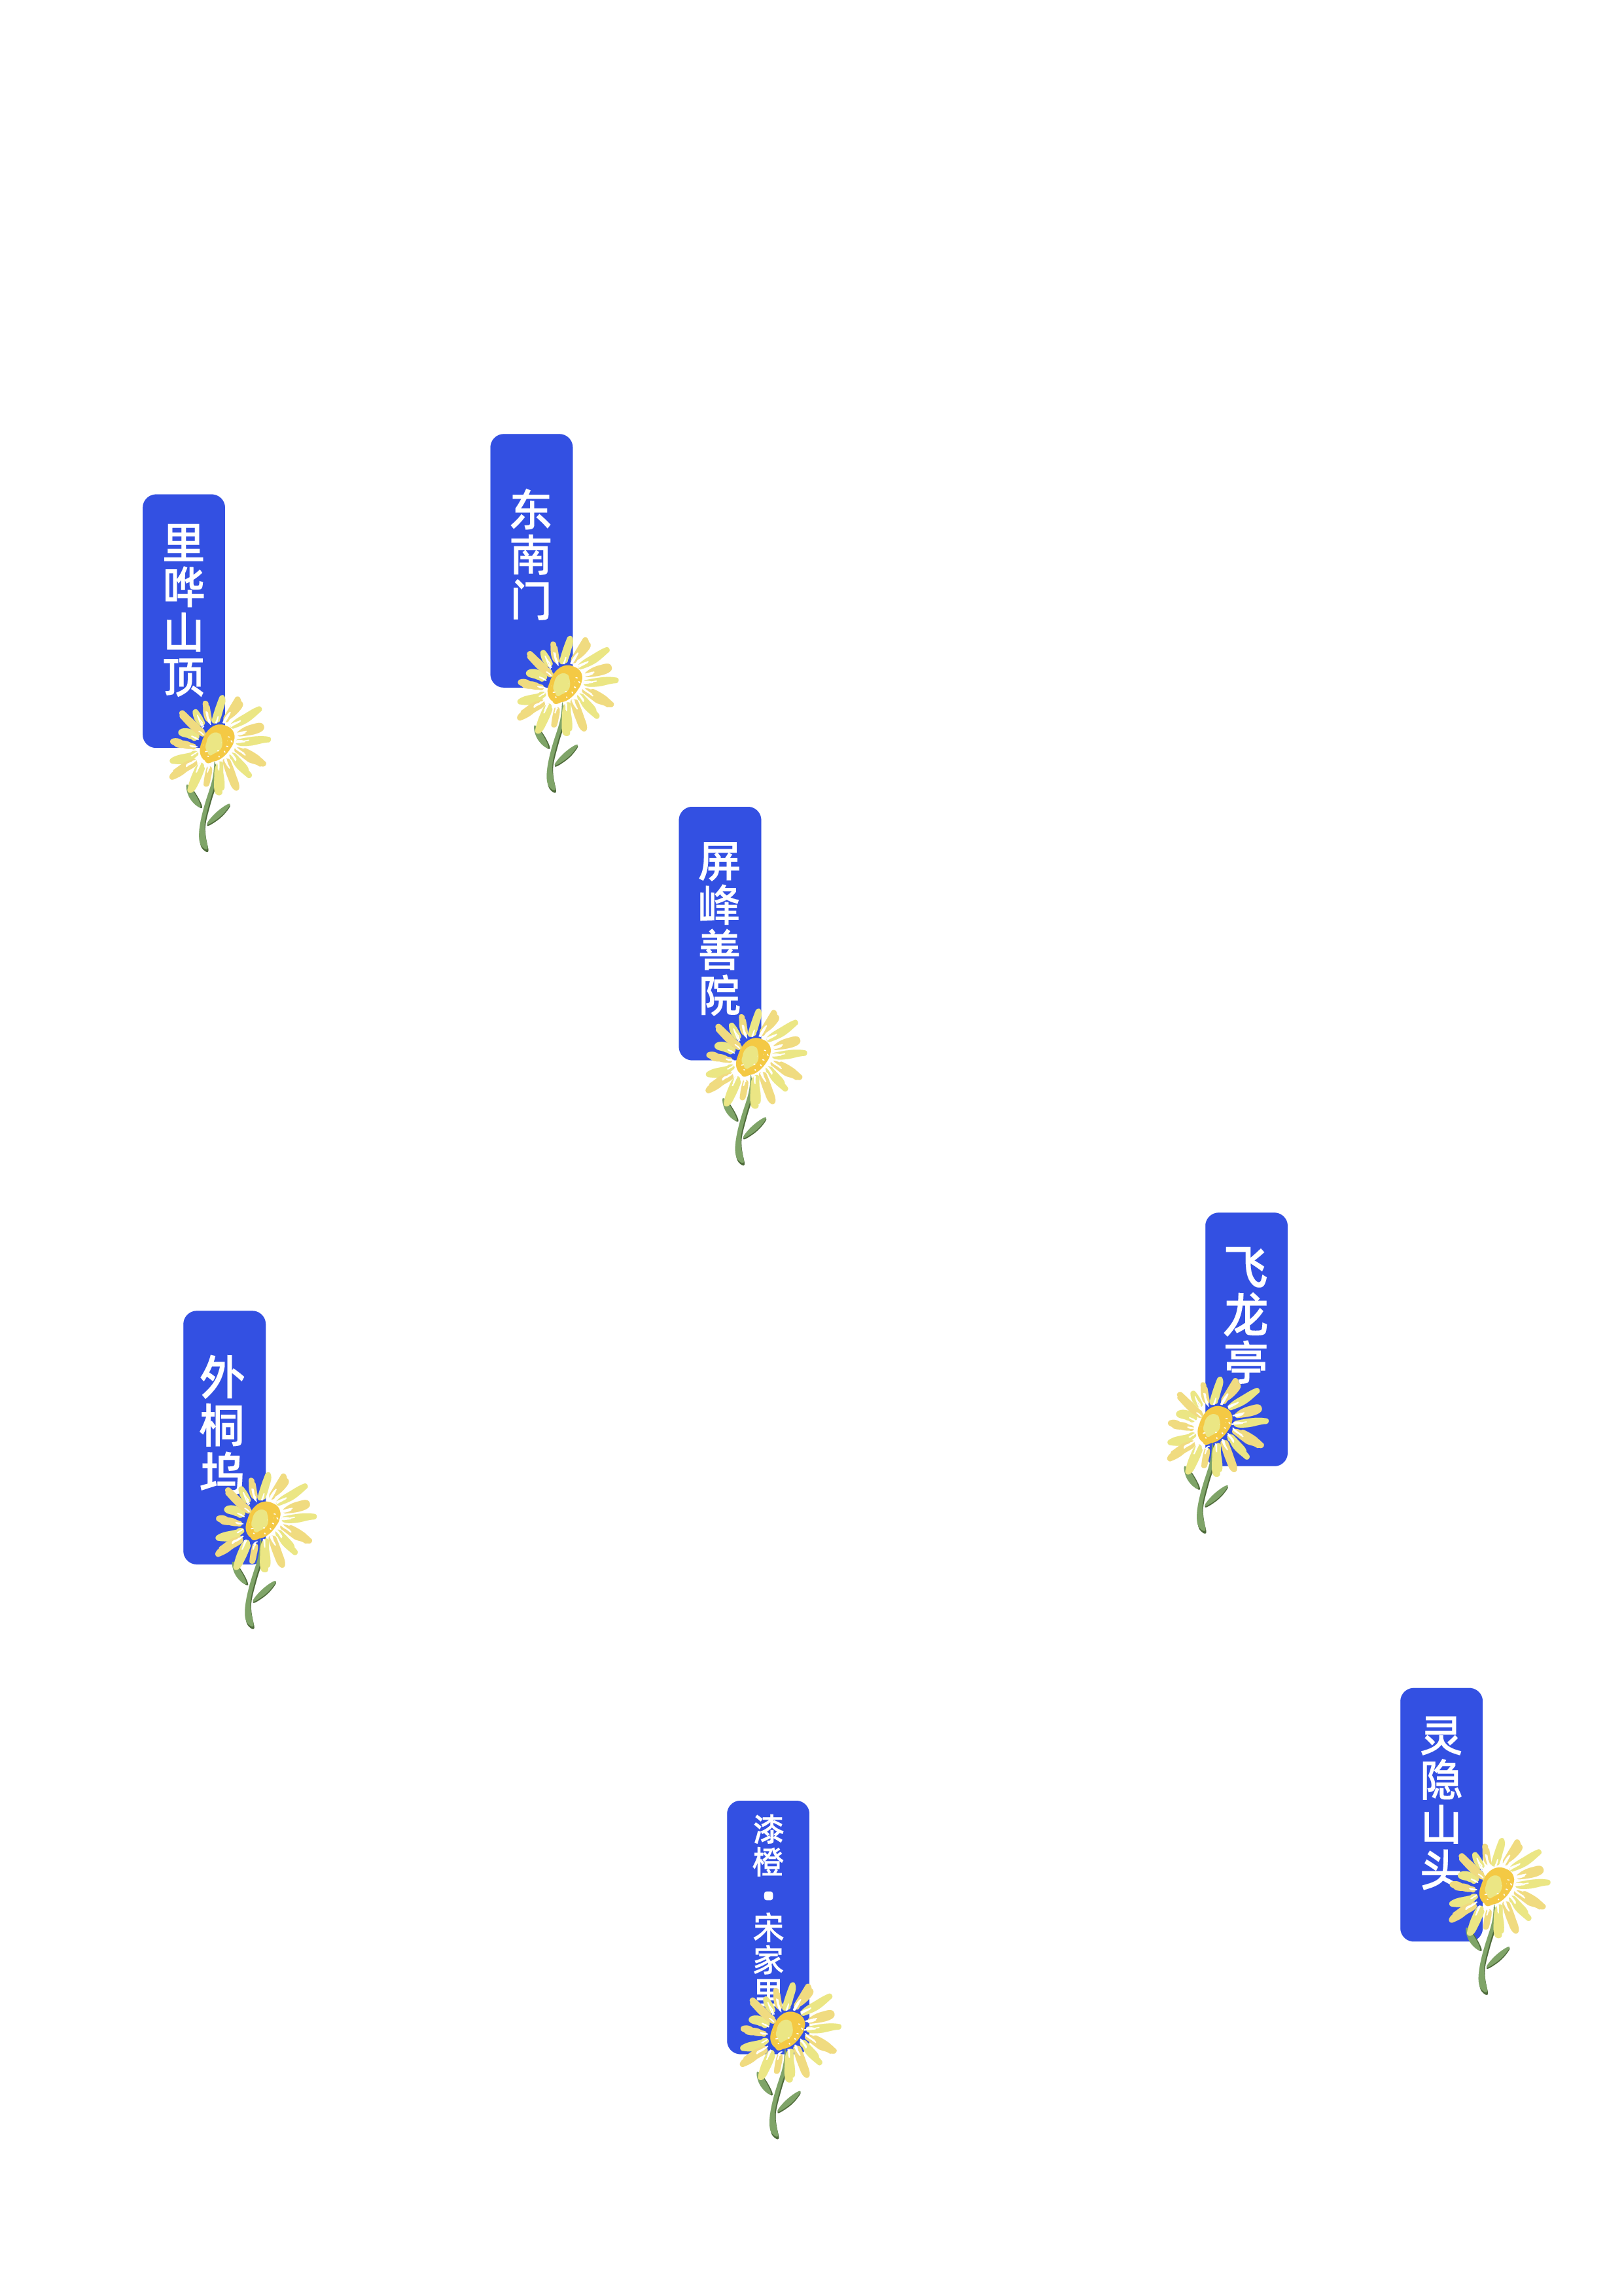 东南门
里哗山顶
屏峰善院
飞龙亭
外桐坞
灵隐山头
漆橙·宋家里